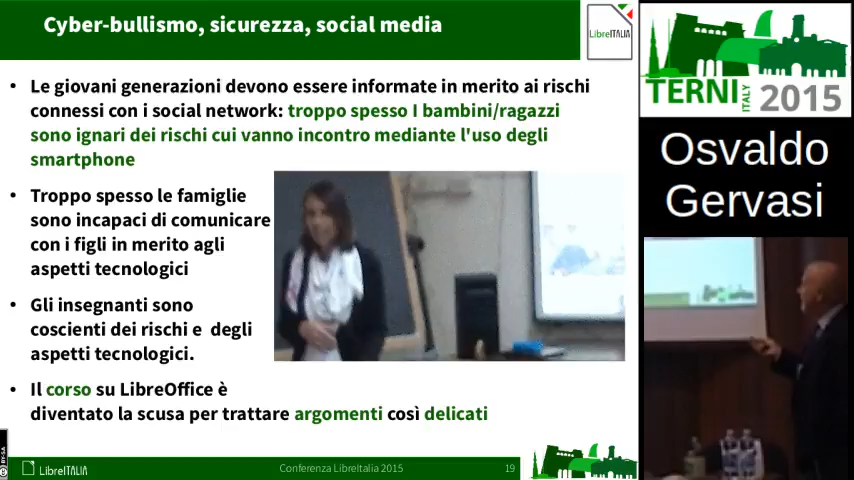 Cyber-bullismo, sicurezza, social media
LibreITALIA
• Le giovani generazioni devono essere informate in merito ai rischi
connessi con i social network: troppo spesso I bambini/ragazzi
sono ignari dei rischi cui vanno incontro mediante l'uso degli
smartphone
• Troppo spesso le famiglie
sono incapaci di comunicare
con i figli in merito agli
aspetti tecnologici
• Gli insegnanti sono
coscienti dei rischi e  degli
aspetti tecnologici.
• Il corso su LibreOffice è
diventato la scusa per trattare argomenti così delicati
BY-SA
LibreITALIA
Conferenza LibreItalia 2015
19
TERNI
ITALY
2015
Osvaldo
Gervasi